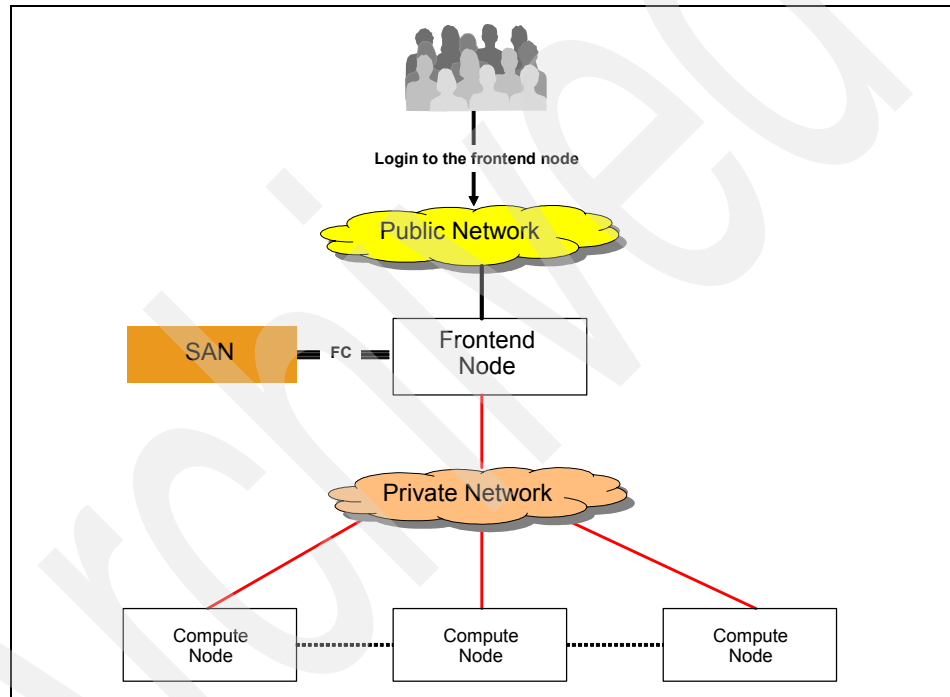 Login to the frontend node
Public Network
SAN
FC
Frontend
Node
Private Network
Compute
Node
Compute
Node
Compute
Node
Archived